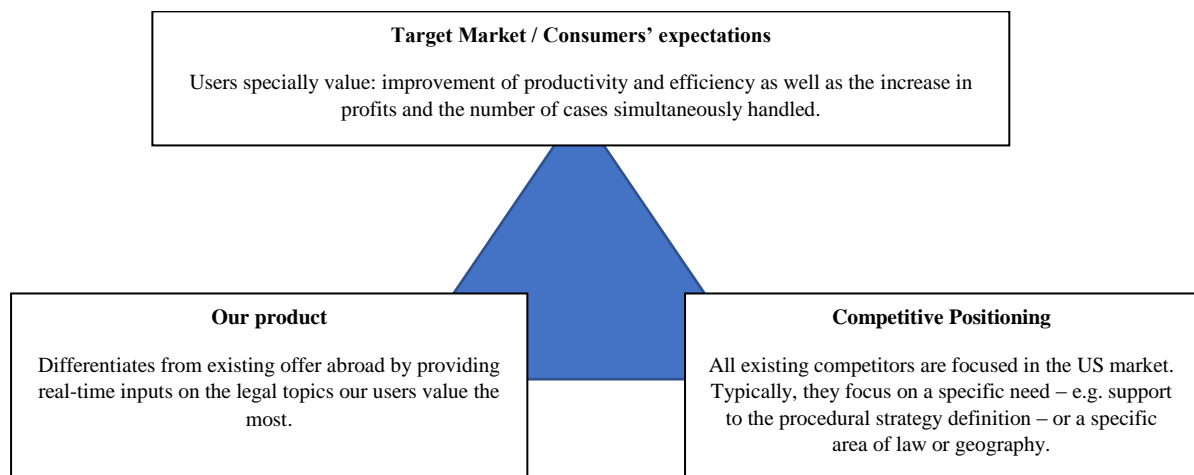 Target Market / Consumers’ expectations
Users specially value: improvement of productivity and efficiency as well as the increase in
profits and the number of cases simultaneously handled.
Our product
Differentiates from existing offer abroad by providing
real-time inputs on the legal topics our users value the
most.
Competitive Positioning
All existing competitors are focused in the US market.
Typically, they focus on a specific need – e.g. support
to the procedural strategy definition – or a specific
area of law or geography.